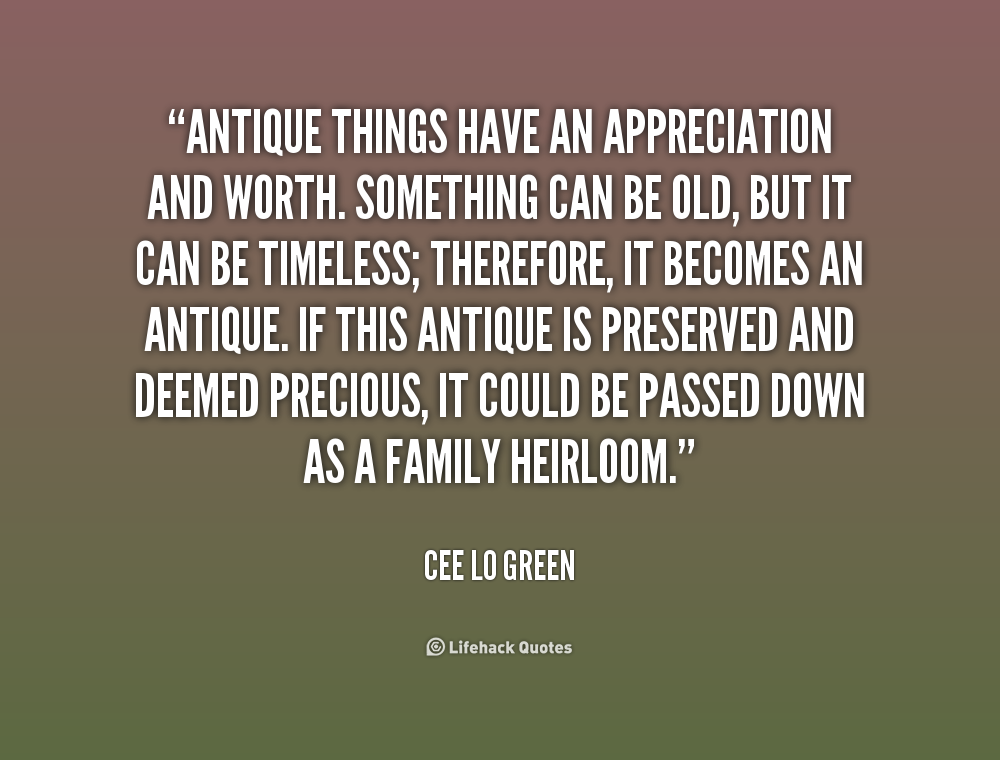 “ANTIQUE THINGS HAVE AN APPRECIATION
AND WORTH. SOMETHING CAN BE OLD, BUT IT
CAN BE TIMELESS; THEREFORE, IT BECOMES AN
ANTIQUE. IF THIS ANTIQUE IS PRESERVED AND
DEEMED PRECIOUS, IT COULD BE PASSED DOWN
AS A FAMILY HEIRLOOM.”
CEE LO GREEN
Lifehack Quotes